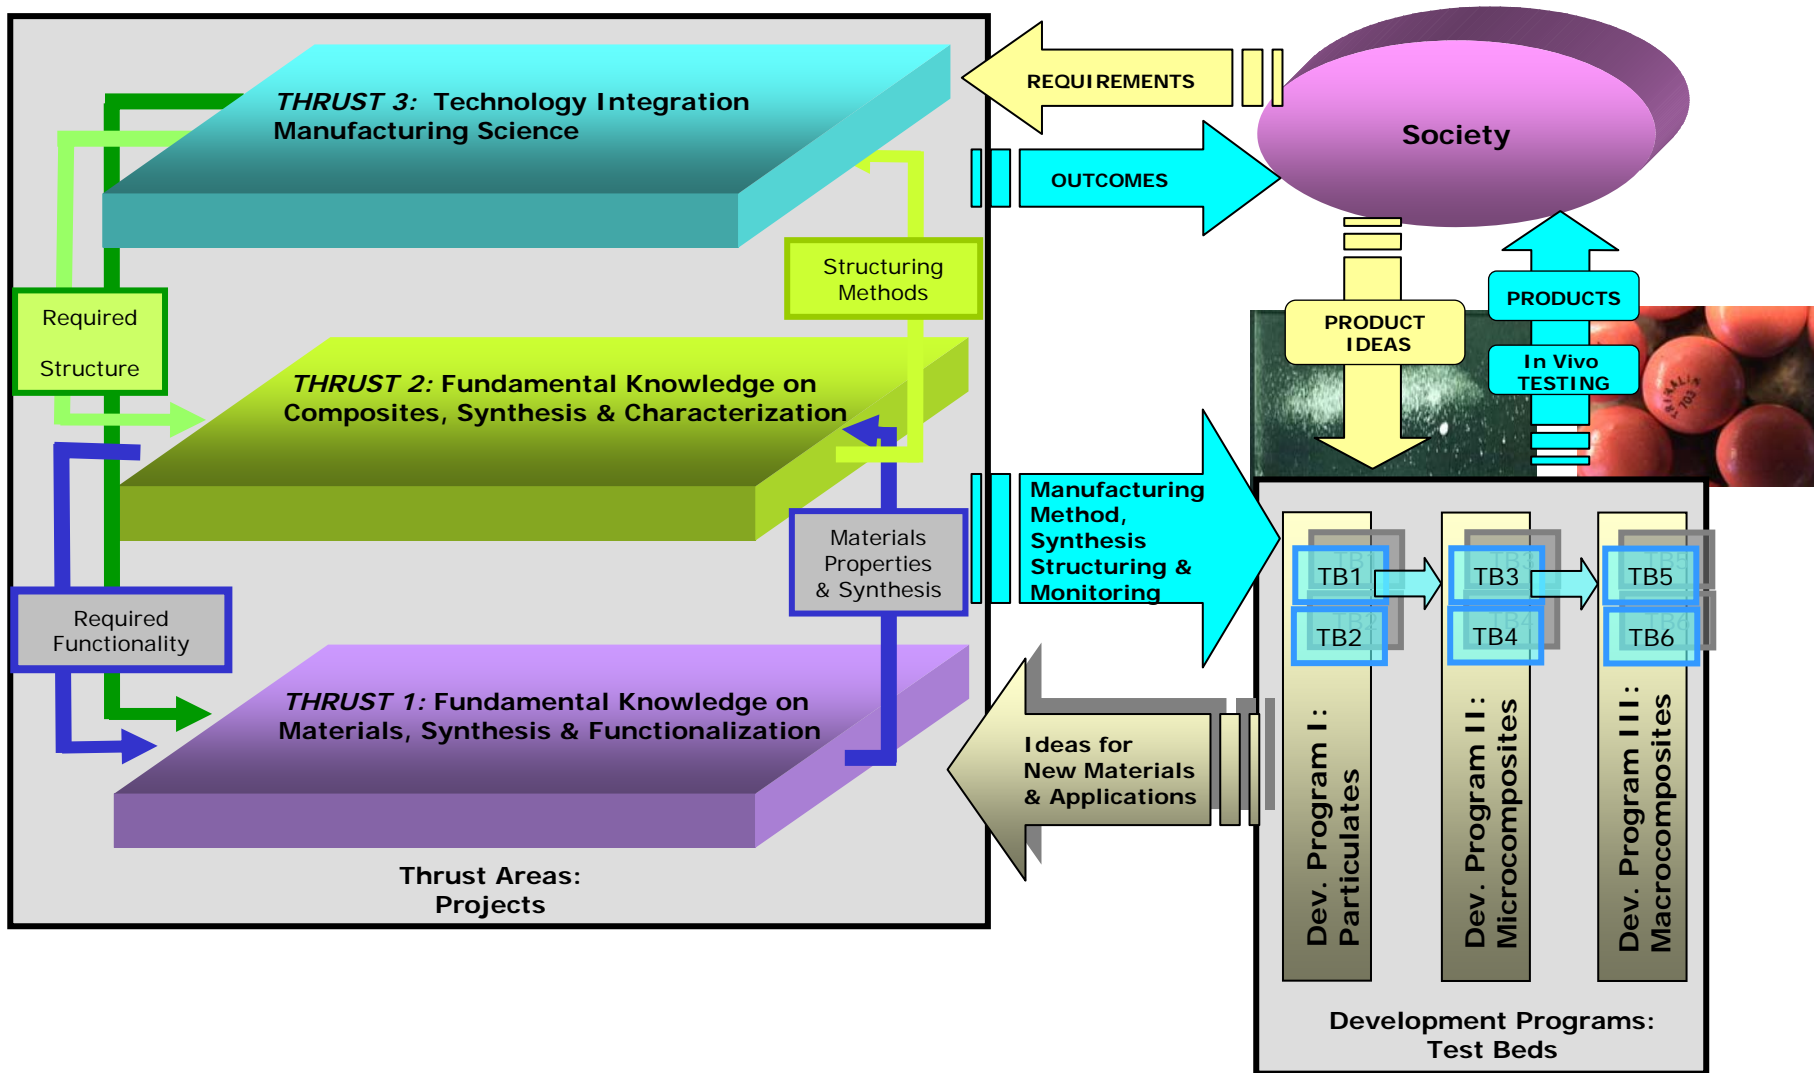 THRUST 3: Technology Integration
Manufacturing Science
REQUIREMENTS
Society
OUTCOMES
Structuring
Methods
Required
Structure
PRODUCT
IDEAS
PRODUCTS
In Vivo
TESTING
703
THRUST 2: Fundamental Knowledge on
Composites, Synthesis & Characterization
Materials
Properties
& Synthesis
Manufacturing
Method,
Synthesis
Structuring &
Monitoring
Required
Functionality
TB1
TB3
TB5
TB2
TB4
TB6
THRUST 1: Fundamental Knowledge on
Materials, Synthesis & Functionalization
Ideas for
New Materials
& Applications
Dev. Program I:
Particulates
Dev. Program II:
Microcomposites
Dev. Program III:
Macrocomposites
Thrust Areas:
Projects
Development Programs:
Test Beds